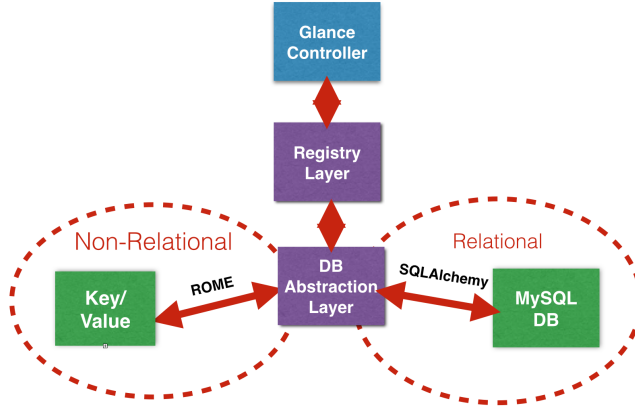 Glance
Controller
Registry
Layer
Non-Relational
Relational
DB
Abstraction
Layer
ROME
SQLAlchemy
Key/
Value
MySQL
DB